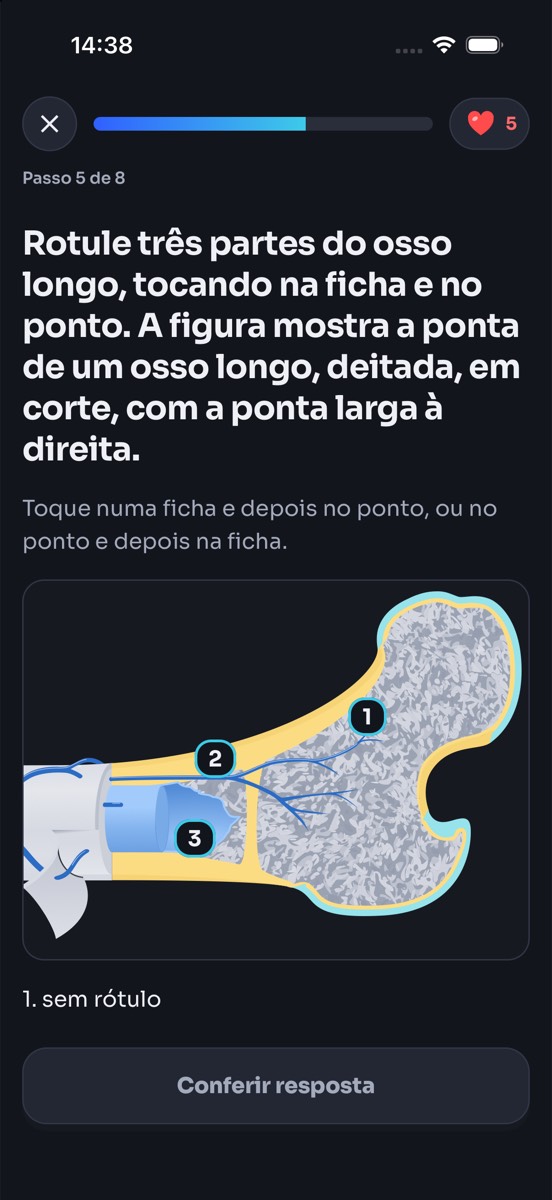 14:38
5
Passo 5 de 8
Rotule três partes do osso
longo, tocando na ficha e no
ponto. A figura mostra a ponta
de um osso longo, deitada, em
corte, com a ponta larga à
direita.
Toque numa ficha e depois no ponto, ou no
ponto e depois na ficha.
1
2
3
1. sem rótulo
Conferir resposta